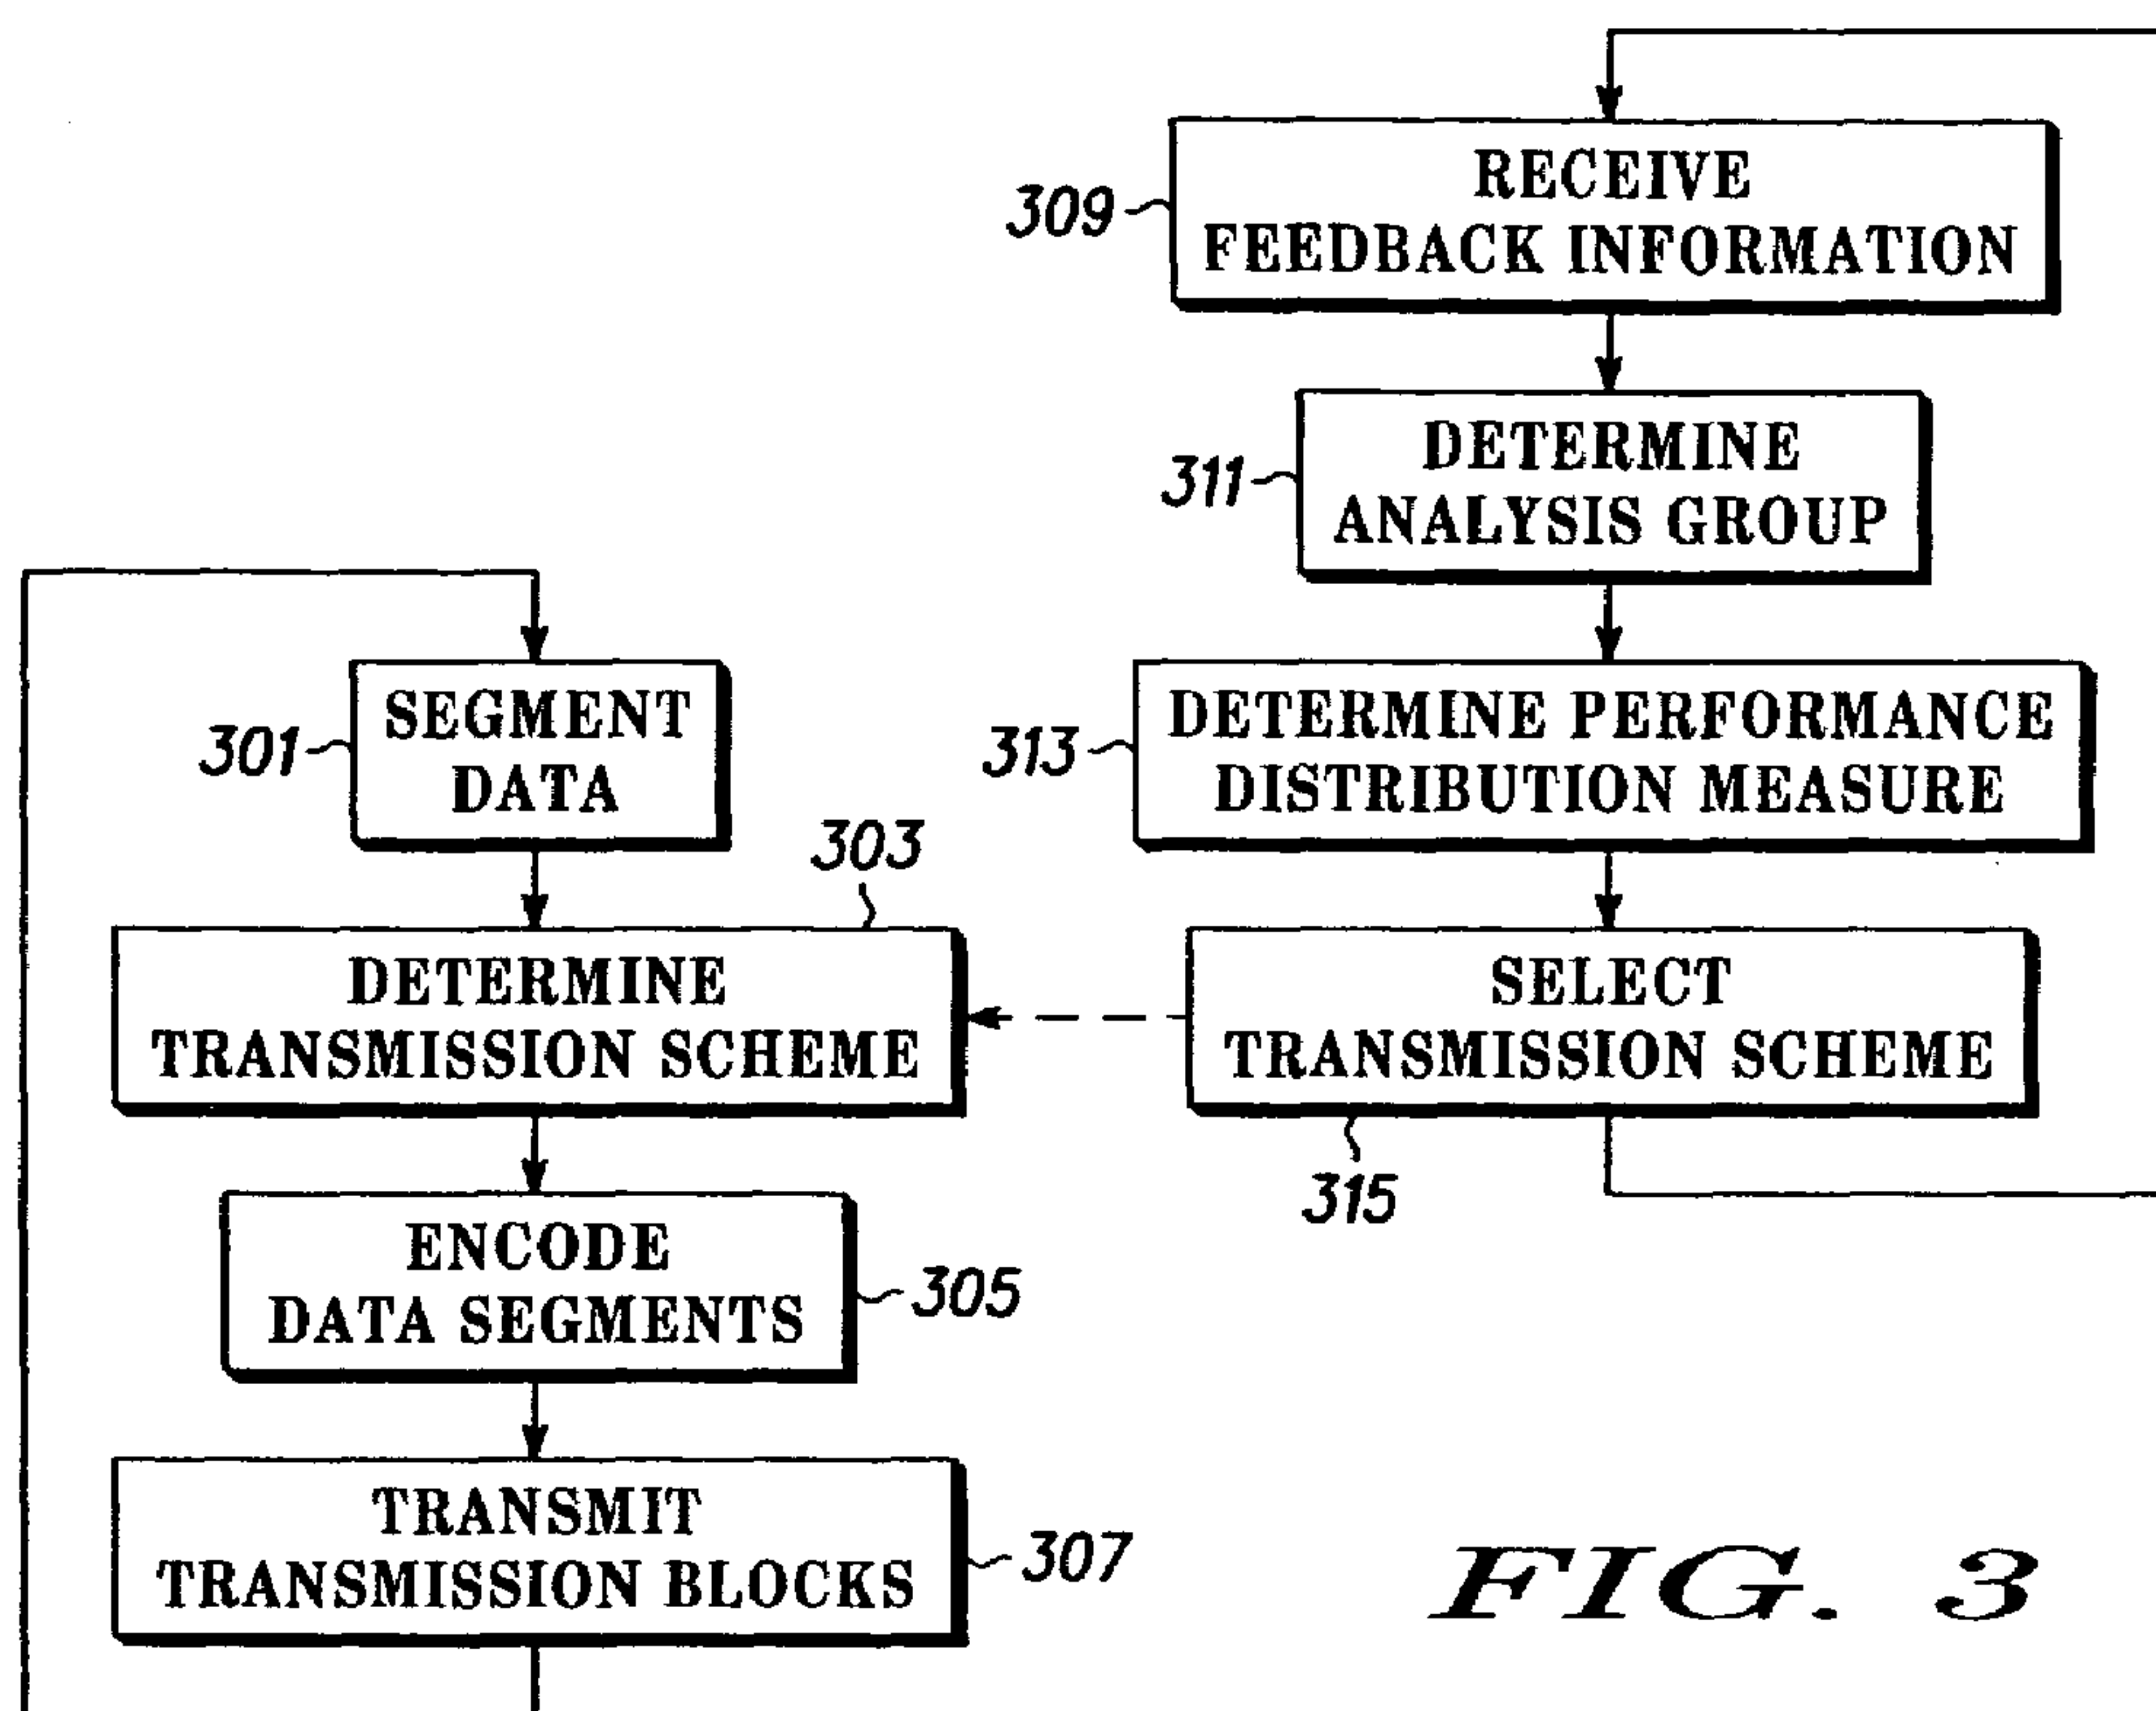 309
RECEIVE
FEEDBACK INFORMATION
311
DETERMINE
ANALYSIS GROUP
301
SEGMENT
DATA
313
DETERMINE PERFORMANCE
DISTRIBUTION MEASURE
303
DETERMINE
TRANSMISSION SCHEME
SELECT
TRANSMISSION SCHEME
315
ENCODE
DATA SEGMENTS
305
TRANSMIT
TRANSMISSION BLOCKS
307
FIG. 3